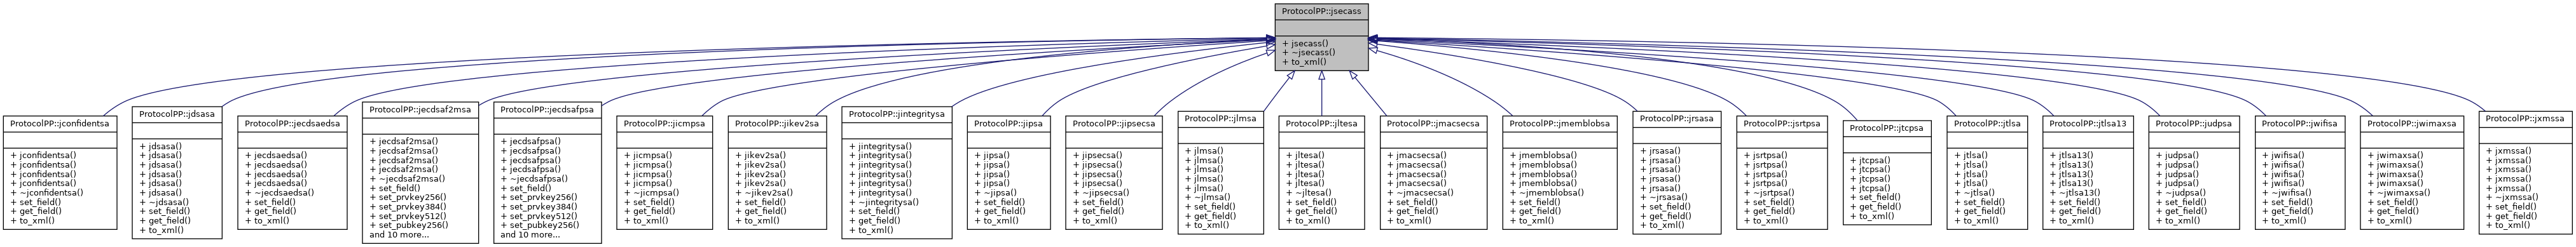 ProtocolPP::jsecass
+ jsecass()
+ ~jsecass()
+ to_xml()
ProtocolPP::jconfidentsa
+ jconfidentsa()
+ jconfidentsa()
+ jconfidentsa()
+ jconfidentsa()
+ ~jconfidentsa()
+ set_field()
+ get_field()
+ to_xml()
ProtocolPP::jdsasa
+ jdsasa()
+ jdsasa()
+ jdsasa()
+ jdsasa()
+ jdsasa()
+ jdsasa()
+ ~jdsasa()
+ set_field()
+ get_field()
+ to_xml()
ProtocolPP::jecdsaedsa
+ jecdsaedsa()
+ jecdsaedsa()
+ jecdsaedsa()
+ jecdsaedsa()
+ ~jecdsaedsa()
+ set_field()
+ get_field()
+ to_xml()
ProtocolPP::jecdsaf2msa
+ jecdsaf2msa()
+ jecdsaf2msa()
+ jecdsaf2msa()
+ jecdsaf2msa()
+ ~jecdsaf2msa()
+ set_field()
+ set_prvkey256()
+ set_prvkey384()
+ set_prvkey512()
+ set_pubkey256()
and 10 more...
ProtocolPP::jecdsafpsa
+ jecdsafpsa()
+ jecdsafpsa()
+ jecdsafpsa()
+ jecdsafpsa()
+ ~jecdsafpsa()
+ set_field()
+ set_prvkey256()
+ set_prvkey384()
+ set_prvkey512()
+ set_pubkey256()
and 10 more...
ProtocolPP::jicmpsa
+ jicmpsa()
+ jicmpsa()
+ jicmpsa()
+ jicmpsa()
+ ~jicmpsa()
+ set_field()
+ get_field()
+ to_xml()
ProtocolPP::jikev2sa
+ jikev2sa()
+ jikev2sa()
+ jikev2sa()
+ jikev2sa()
+ ~jikev2sa()
+ set_field()
+ get_field()
+ to_xml()
ProtocolPP::jintegritysa
+ jintegritysa()
+ jintegritysa()
+ jintegritysa()
+ jintegritysa()
+ jintegritysa()
+ jintegritysa()
+ ~jintegritysa()
+ set_field()
+ get_field()
+ to_xml()
ProtocolPP::jipsa
+ jipsa()
+ jipsa()
+ jipsa()
+ jipsa()
+ ~jipsa()
+ set_field()
+ get_field()
+ to_xml()
ProtocolPP::jipsecsa
+ jipsecsa()
+ jipsecsa()
+ jipsecsa()
+ jipsecsa()
+ ~jipsecsa()
+ set_field()
+ get_field()
+ to_xml()
ProtocolPP::jlmsa
+ jlmsa()
+ jlmsa()
+ jlmsa()
+ jlmsa()
+ jlmsa()
+ ~jlmsa()
+ set_field()
+ get_field()
+ to_xml()
ProtocolPP::jltesa
+ jltesa()
+ jltesa()
+ jltesa()
+ jltesa()
+ ~jltesa()
+ set_field()
+ get_field()
+ to_xml()
ProtocolPP::jmacsecsa
+ jmacsecsa()
+ jmacsecsa()
+ jmacsecsa()
+ jmacsecsa()
+ ~jmacsecsa()
+ set_field()
+ get_field()
+ to_xml()
ProtocolPP::jmemblobsa
+ jmemblobsa()
+ jmemblobsa()
+ jmemblobsa()
+ jmemblobsa()
+ ~jmemblobsa()
+ set_field()
+ get_field()
+ to_xml()
ProtocolPP::jrsasa
+ jrsasa()
+ jrsasa()
+ jrsasa()
+ jrsasa()
+ jrsasa()
+ ~jrsasa()
+ set_field()
+ get_field()
+ to_xml()
ProtocolPP::jsrtpsa
+ jsrtpsa()
+ jsrtpsa()
+ jsrtpsa()
+ jsrtpsa()
+ ~jsrtpsa()
+ set_field()
+ get_field()
+ to_xml()
ProtocolPP::jtcpsa
+ jtcpsa()
+ jtcpsa()
+ jtcpsa()
+ jtcpsa()
+ set_field()
+ get_field()
+ to_xml()
ProtocolPP::jtlsa
+ jtlsa()
+ jtlsa()
+ jtlsa()
+ jtlsa()
+ ~jtlsa()
+ set_field()
+ get_field()
+ to_xml()
ProtocolPP::jtlsa13
+ jtlsa13()
+ jtlsa13()
+ jtlsa13()
+ jtlsa13()
+ ~jtlsa13()
+ set_field()
+ get_field()
+ to_xml()
ProtocolPP::judpsa
+ judpsa()
+ judpsa()
+ judpsa()
+ judpsa()
+ ~judpsa()
+ set_field()
+ get_field()
+ to_xml()
ProtocolPP::jwifisa
+ jwifisa()
+ jwifisa()
+ jwifisa()
+ jwifisa()
+ ~jwifisa()
+ set_field()
+ get_field()
+ to_xml()
ProtocolPP::jwimaxsa
+ jwimaxsa()
+ jwimaxsa()
+ jwimaxsa()
+ jwimaxsa()
+ ~jwimaxsa()
+ set_field()
+ get_field()
+ to_xml()
ProtocolPP::jxmssa
+ jxmssa()
+ jxmssa()
+ jxmssa()
+ jxmssa()
+ jxmssa()
+ ~jxmssa()
+ set_field()
+ get_field()
+ to_xml()